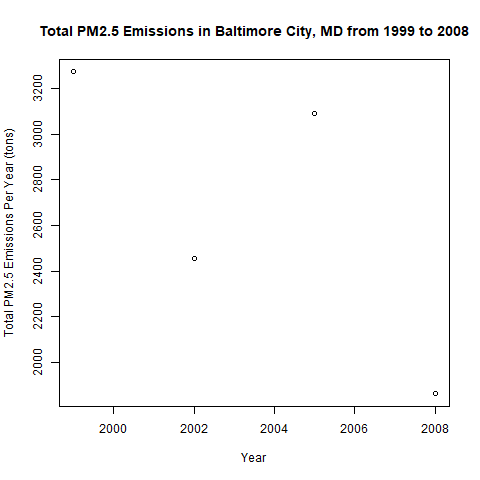 Total PM2.5 Emissions in Baltimore City, MD from 1999 to 2008
Total PM2.5 Emissions Per Year (tons)
3200
3000
2800
2600
2400
2200
2000
2000 2002 2004 2006 2008
Year